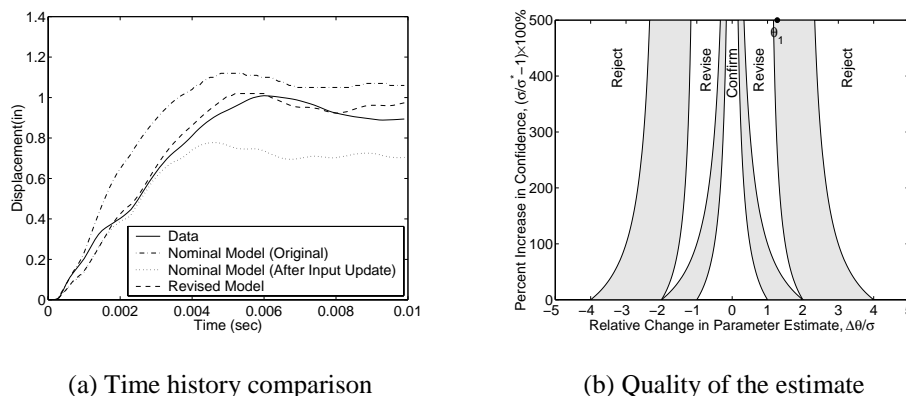 1.4
1.2
1
0.8
0.6
0.4
0.2
0
Displacement(in)
Data
Nominal Model (Original)
Nominal Model (After Input Update)
Revised Model
0 0.002 0.004 0.006 0.008 0.01
Time (sec)
(a) Time history comparison
500
400
300
200
100
0
Percent Increase in Confidence, (σ/σ*−1)×100%
Reject
Revise
Confirm
Revise
Reject
θ1
−5 −4 −3 −2 −1 0 1 2 3 4 5
Relative Change in Parameter Estimate, Δθ/σ
(b) Quality of the estimate